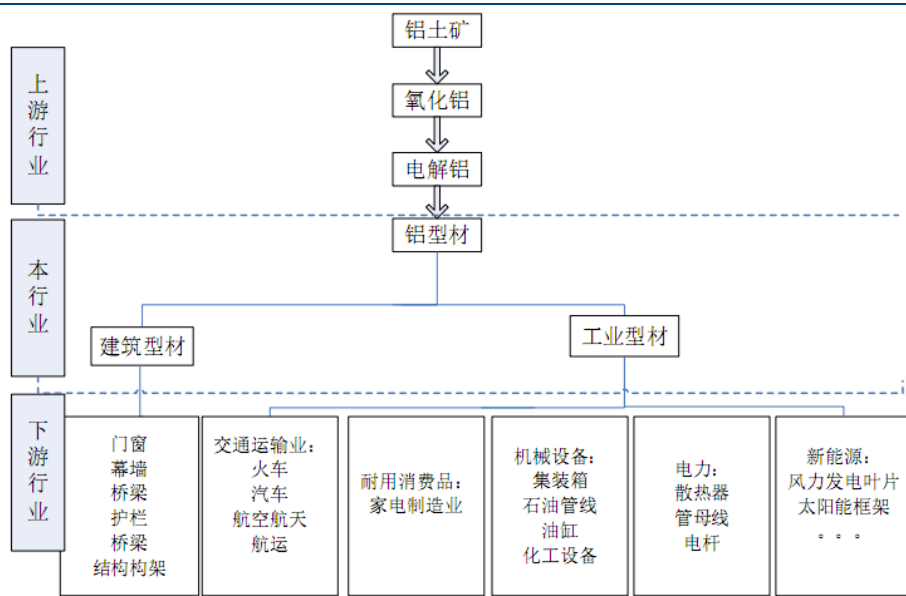 铝土矿
上游行业
氧化铝
电解铝
本行业
铝型材
建筑型材
工业型材
下游行业
门窗
幕墙
桥梁
护栏
桥梁
结构构架
交通运输业：
火车
汽车
航空航天
航运
耐用消费品：
家电制造业
机械设备：
集装箱
石油管线
油缸
化工设备
电力：
散热器
管母线
电杆
新能源：
风力发电叶片
太阳能框架
。。。